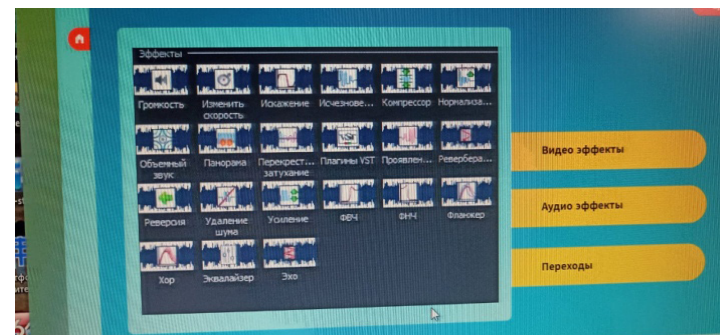 Эффекты
Громкость
Изменить
скорость
Искажение
Исчезнове...
Компрессор
Нормализа...
Объемный
звук
Панорама
Перекрест...
затухание
Плагины VST
Проявлен...
Ревербера...
Реверсия
Удаление
шума
Усиление
ФВЧ
ФНЧ
Фланжер
Хор
Эквалайзер
Эхо
Видео эффекты
Аудио эффекты
Переходы